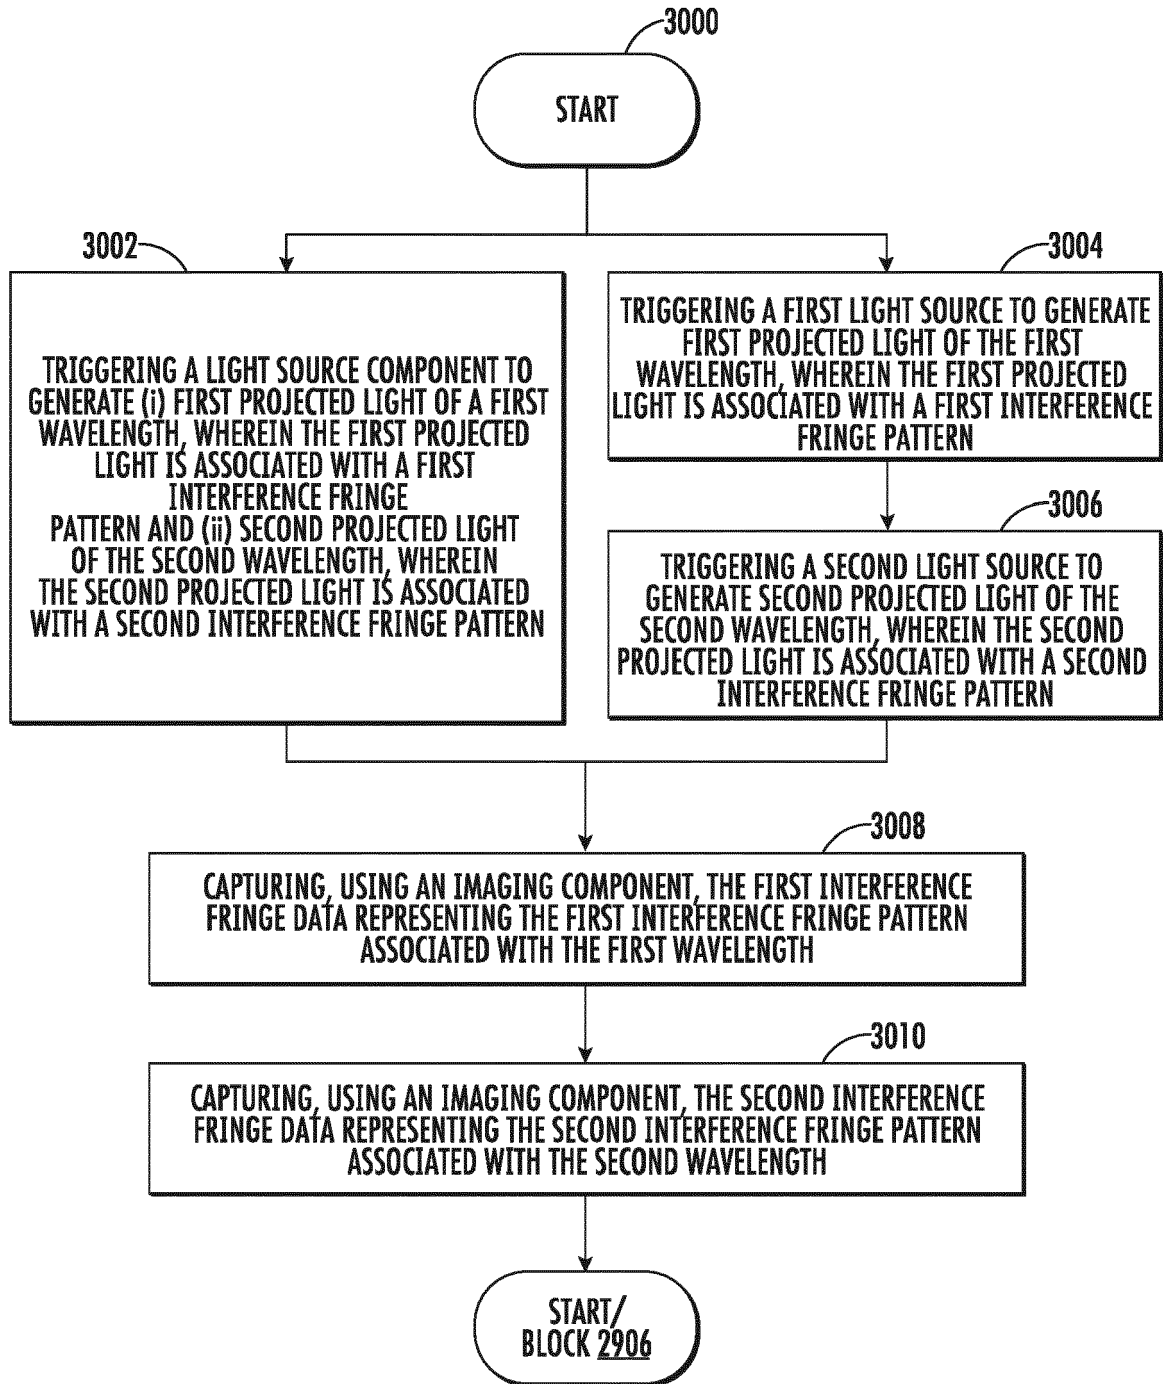 3000
START
3002
TRIGGERING A LIGHT SOURCE COMPONENT TO
GENERATE (i) FIRST PROJECTED LIGHT OF A FIRST
WAVELENGTH, WHEREIN THE FIRST PROJECTED
LIGHT IS ASSOCIATED WITH A FIRST
INTERFERENCE FRINGE
PATTERN AND (ii) SECOND PROJECTED LIGHT
OF THE SECOND WAVELENGTH, WHEREIN
THE SECOND PROJECTED LIGHT IS ASSOCIATED
WITH A SECOND INTERFERENCE FRINGE PATTERN
3004
TRIGGERING A FIRST LIGHT SOURCE TO GENERATE
FIRST PROJECTED LIGHT OF THE FIRST
WAVELENGTH, WHEREIN THE FIRST PROJECTED
LIGHT IS ASSOCIATED WITH A FIRST INTERFERENCE
FRINGE PATTERN
3006
TRIGGERING A SECOND LIGHT SOURCE TO
GENERATE SECOND PROJECTED LIGHT OF THE
SECOND WAVELENGTH, WHEREIN THE SECOND
PROJECTED LIGHT IS ASSOCIATED WITH A SECOND
INTERFERENCE FRINGE PATTERN
3008
CAPTURING, USING AN IMAGING COMPONENT, THE FIRST INTERFERENCE
FRINGE DATA REPRESENTING THE FIRST INTERFERENCE FRINGE PATTERN
ASSOCIATED WITH THE FIRST WAVELENGTH
3010
CAPTURING, USING AN IMAGING COMPONENT, THE SECOND INTERFERENCE
FRINGE DATA REPRESENTING THE SECOND INTERFERENCE FRINGE PATTERN
ASSOCIATED WITH THE SECOND WAVELENGTH
START/
BLOCK 2906